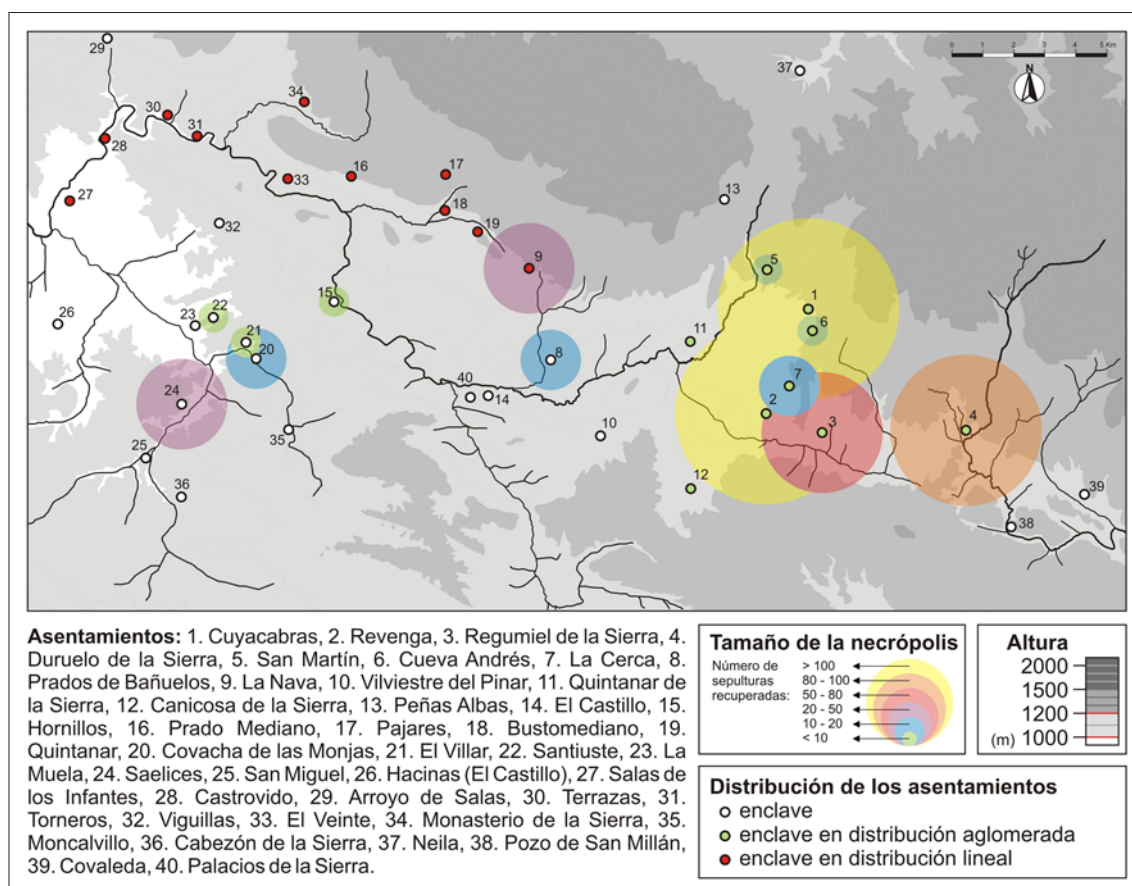 29
37
0 1 2 3 4 5 Km
N
34
30
31
28
33
16
17
27
13
18
32
19
9
5
1
15
22
6
26
23
21
11
20
8
7
24
40
14
2
4
10
3
35
25
12
39
36
38
Asentamientos: 1. Cuyacabras, 2. Revenga, 3. Regumiel de la Sierra, 4.
Duruelo de la Sierra, 5. San Martín, 6. Cueva Andrés, 7. La Cerca, 8.
Prados de Bañuelos, 9. La Nava, 10. Vilviestre del Pinar, 11. Quintanar de
la Sierra, 12. Canicosa de la Sierra, 13. Peñas Albas, 14. El Castillo, 15.
Hornillos, 16. Prado Mediano, 17. Pajares, 18. Bustomediano, 19.
Quintanar, 20. Covacha de las Monjas, 21. El Villar, 22. Santiuste, 23. La
Muela, 24. Saelices, 25. San Miguel, 26. Hacinas (El Castillo), 27. Salas de
los Infantes, 28. Castrovido, 29. Arroyo de Salas, 30. Terrazas, 31.
Torneros, 32. Viguillas, 33. El Veinte, 34. Monasterio de la Sierra, 35.
Moncalvillo, 36. Cabezón de la Sierra, 37. Neila, 38. Pozo de San Millán,
39. Covaleda, 40. Palacios de la Sierra.
Tamaño de la necrópolis
Número de
sepulturas
recuperadas:
> 100
80 - 100
50 - 80
20 - 50
10 - 20
< 10
Altura
2000
1500
1200
(m) 1000
Distribución de los asentamientos
enclave
enclave en distribución aglomerada
enclave en distribución lineal